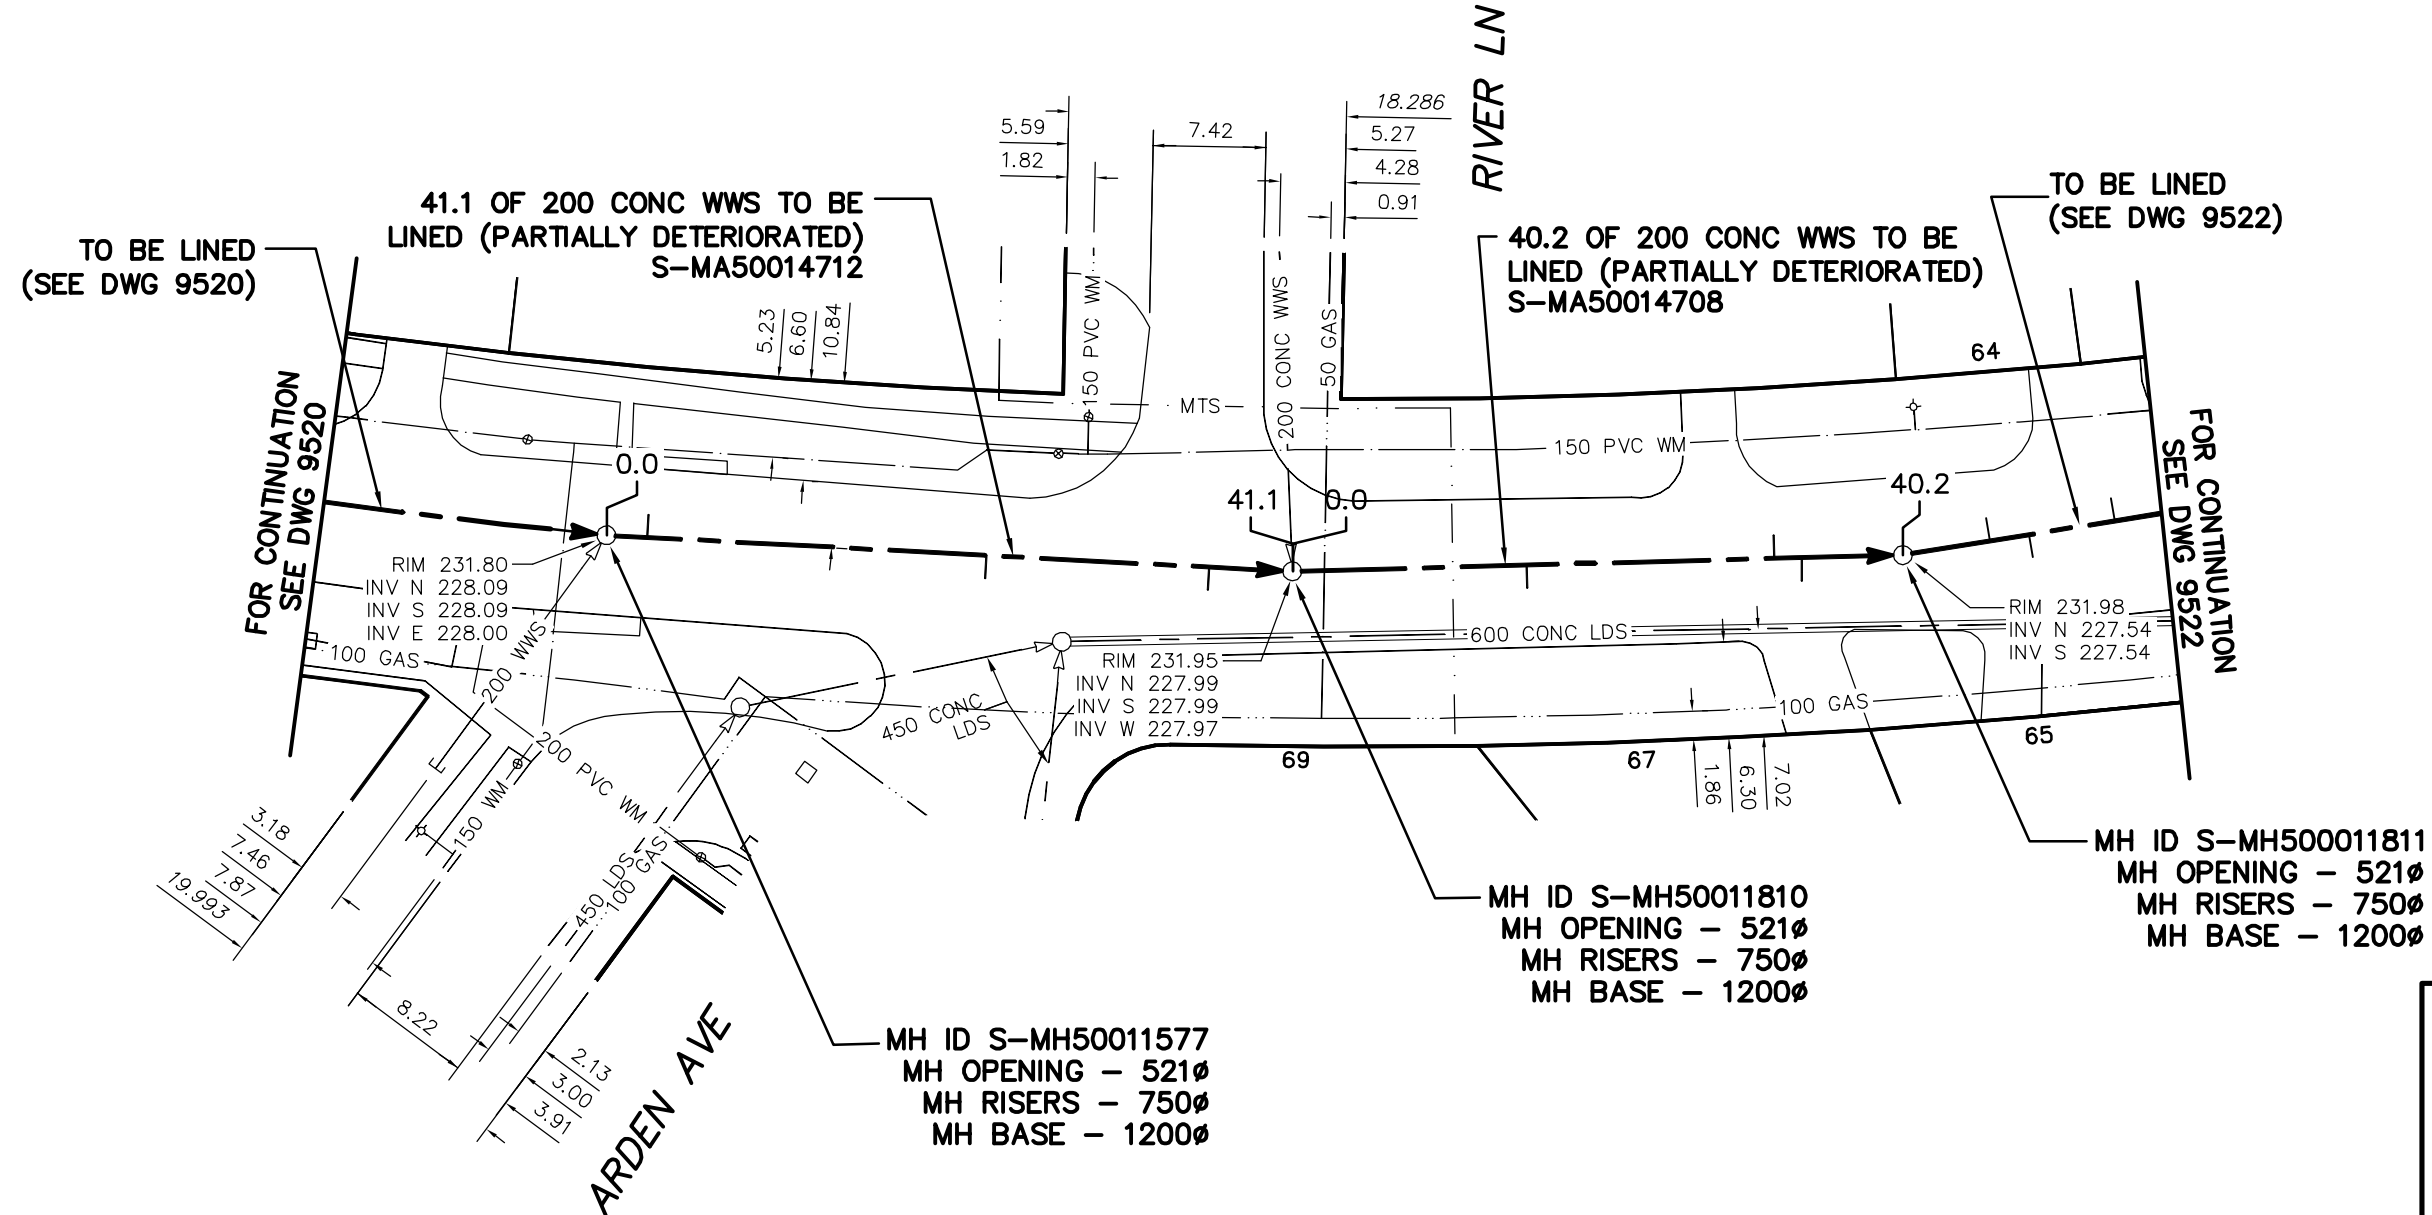 RIVER LN
18.286
5.27
4.28
0.91
5.59
1.82
7.42
TO BE LINED
(SEE DWG 9520)
41.1 OF 200 CONC WWS TO BE
LINED (PARTIALLY DETERIORATED)
S-MA50014712
40.2 OF 200 CONC WWS TO BE
LINED (PARTIALLY DETERIORATED)
S-MA50014708
TO BE LINED
(SEE DWG 9522)
5.23
6.60
10.84
150 PVC WM
200 CONC WWS
50 GAS
MTS
150 PVC WM
64
FOR CONTINUATION
SEE DWG 9520
FOR CONTINUATION
SEE DWG 9522
0.0
41.1
0.0
40.2
RIM 231.80
INV N 228.09
INV S 228.09
INV E 228.00
RIM 231.95
INV N 227.99
INV S 227.99
INV W 227.97
RIM 231.98
INV N 227.54
INV S 227.54
100 GAS
200 WWS
600 CONC LDS
450 CONC
LDS
100 GAS
200 PVC WM
150 WM
450 LDS
100 GAS
69
67
65
1.86
6.30
7.02
3.18
7.46
7.87
19.993
8.22
2.13
3.00
3.91
ARDEN AVE
MH ID S-MH50011577
MH OPENING - 521ø
MH RISERS - 750ø
MH BASE - 1200ø
MH ID S-MH50011810
MH OPENING - 521ø
MH RISERS - 750ø
MH BASE - 1200ø
MH ID S-MH500011811
MH OPENING - 521ø
MH RISERS - 750ø
MH BASE - 1200ø